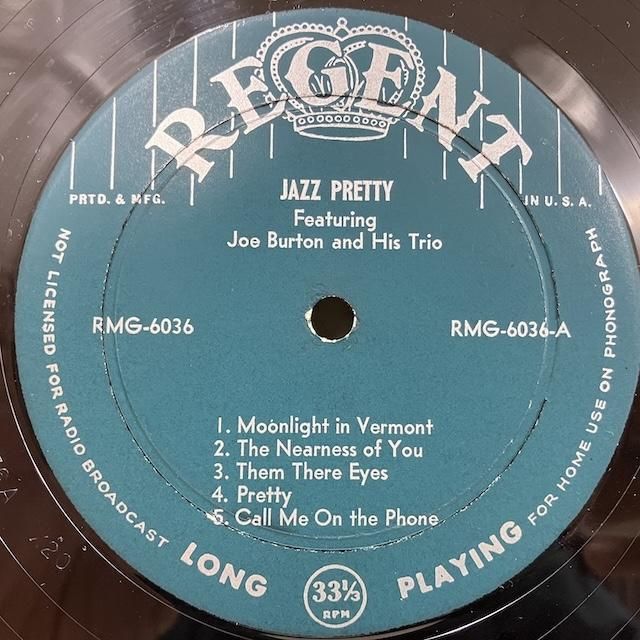 REGENT
PRTD. & MFG.
IN U. S. A.
JAZZ PRETTY
Featuring
Joe Burton and His Trio
RMG-6036
RMG-6036-A
1. Moonlight in Vermont
2. The Nearness of You
3. Them There Eyes
4. Pretty
5. Call Me On the Phone
NOT LICENSED FOR RADIO BROADCAST
LONG
33⅓
RPM
PLAYING
FOR HOME USE ON PHONOGRAPH